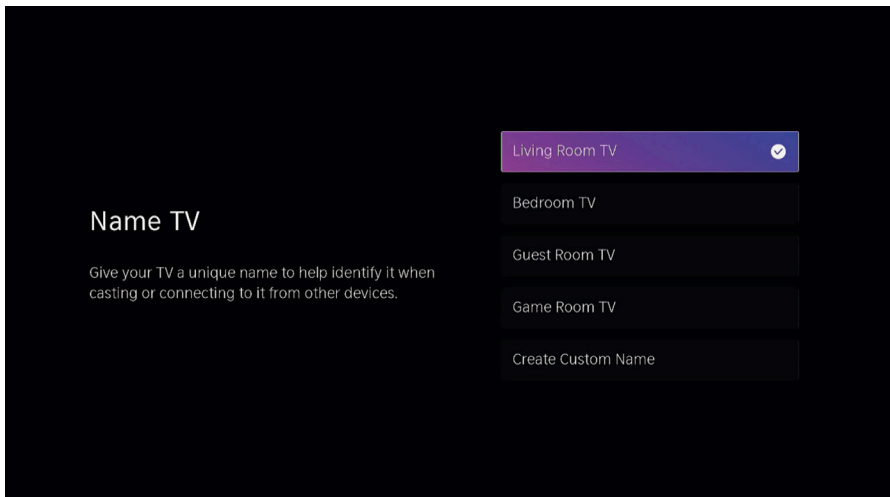 Name TV
Give your TV a unique name to help identify it when
casting or connecting to it from other devices.
Living Room TV
Bedroom TV
Guest Room TV
Game Room TV
Create Custom Name